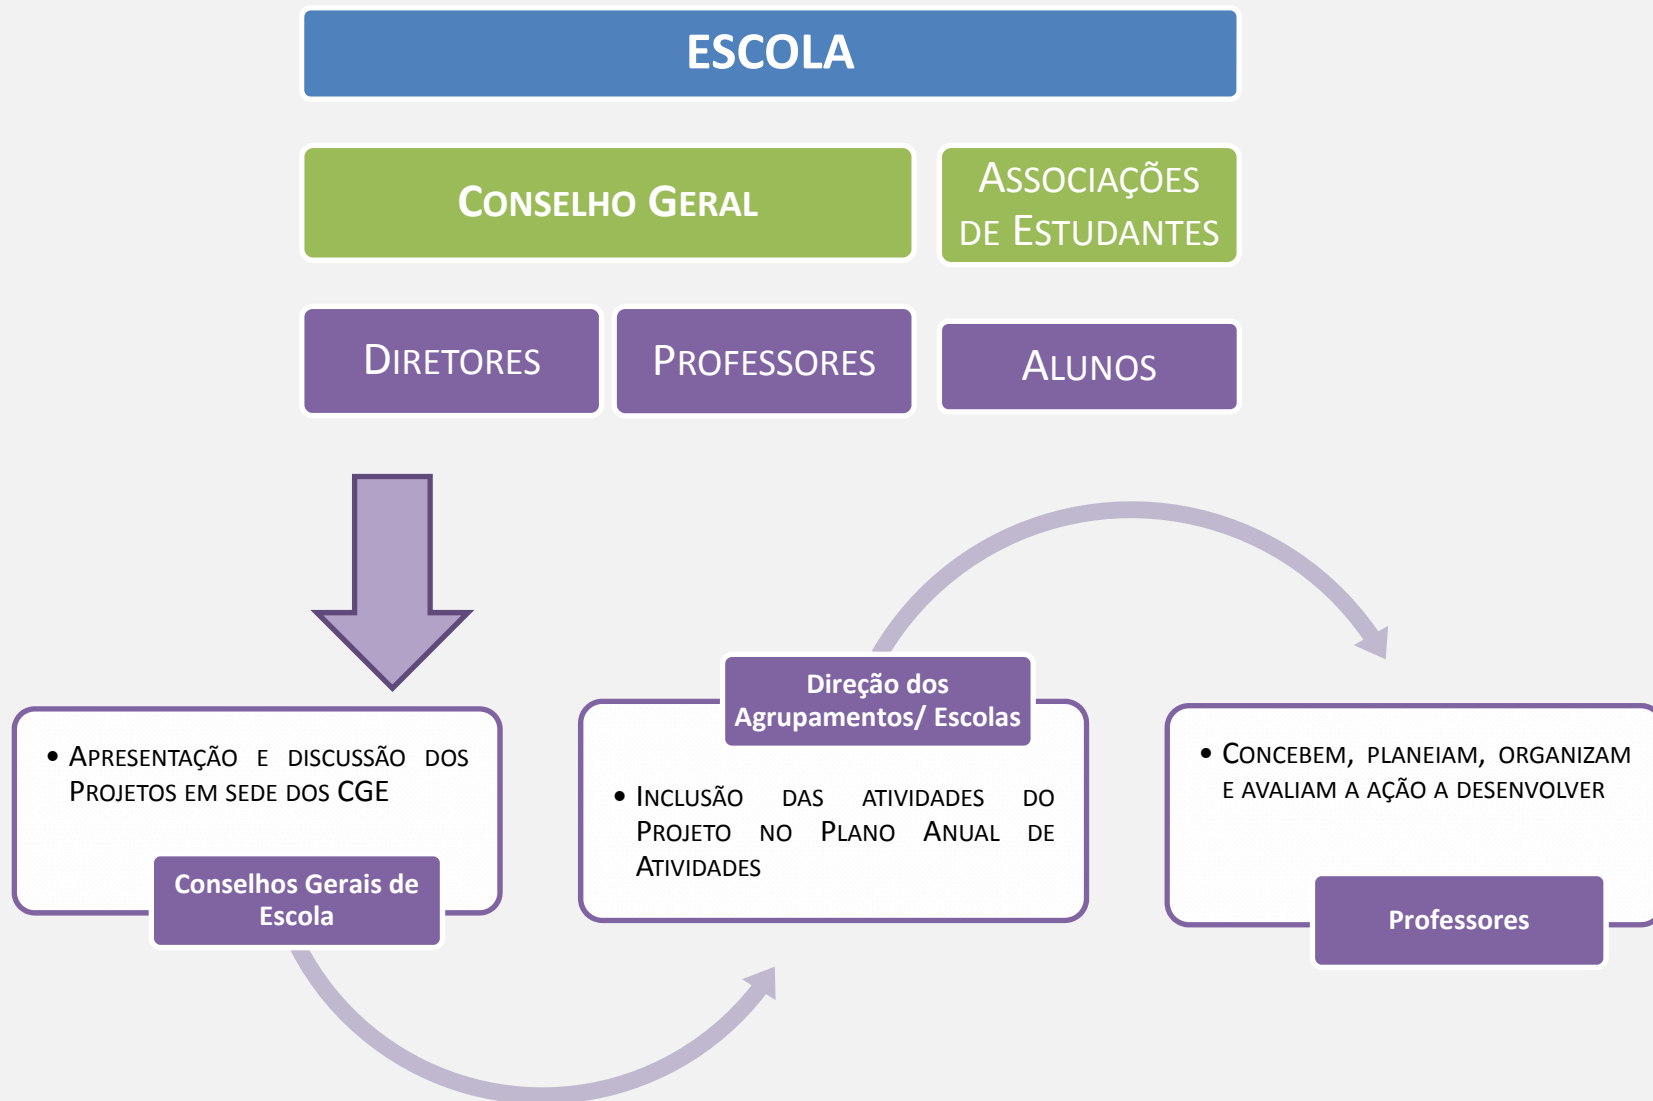 ESCOLA
CONSELHO GERAL
ASSOCIAÇÕES
DE ESTUDANTES
DIRETORES
PROFESSORES
ALUNOS
• APRESENTAÇÃO E DISCUSSÃO DOS
PROJETOS EM SEDE DOS CGE
Conselhos Gerais de
Escola
Direção dos
Agrupamentos/ Escolas
• INCLUSÃO DAS ATIVIDADES DO
PROJETO NO PLANO ANUAL DE
ATIVIDADES
• CONCEBEM, PLANEIAM, ORGANIZAM
E AVALIAM A AÇÃO A DESENVOLVER
Professores